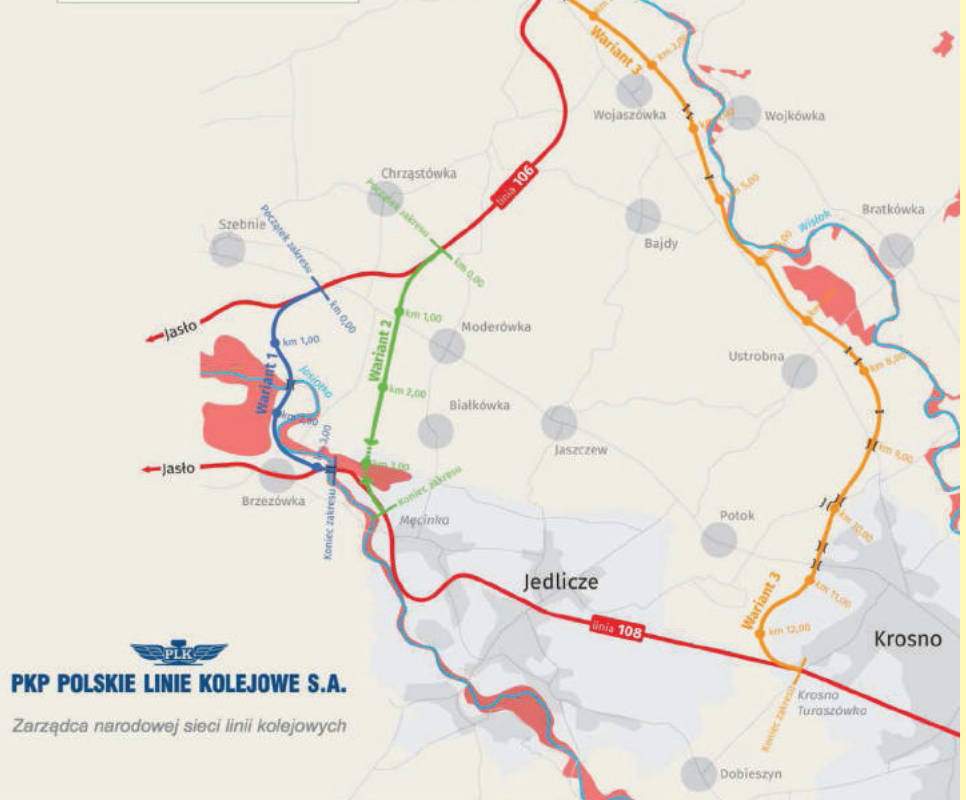 Wariant 3
km 3,00
Wojaszówka
Wojkówka
Chrząstówka
linia 106
km 5,00
Początek zakresu
Początek zakresu
Szebnie
Bratkówka
Wisłok
Bajdy
km 0,00
km 0,00
Jasło
km 1,00
km 1,00
Moderówka
Wariant 2
Wariant 1
Jasiołka
Ustrobna
km 8,00
km 2,00
km 2,00
Białkówka
Jaszczew
km 3,00
km 9,00
km 3,00
Jasło
Brzezówka
Koniec zakresu
Koniec zakresu
Męcinka
Potok
km 10,00
Jedlicze
km 11,00
Wariant 3
linia 108
km 12,00
Krosno
PLK
PKP POLSKIE LINIE KOLEJOWE S.A.
Zarządca narodowej sieci linii kolejowych
Koniec zakresu
Krosno
Turaszówka
Dobieszyn